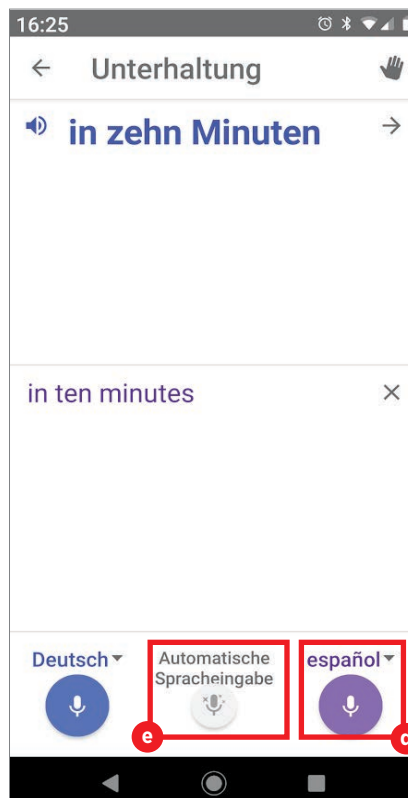 16:25
Unterhaltung
in zehn Minuten
in ten minutes
Deutsch
Automatische
Spracheingabe
español
e